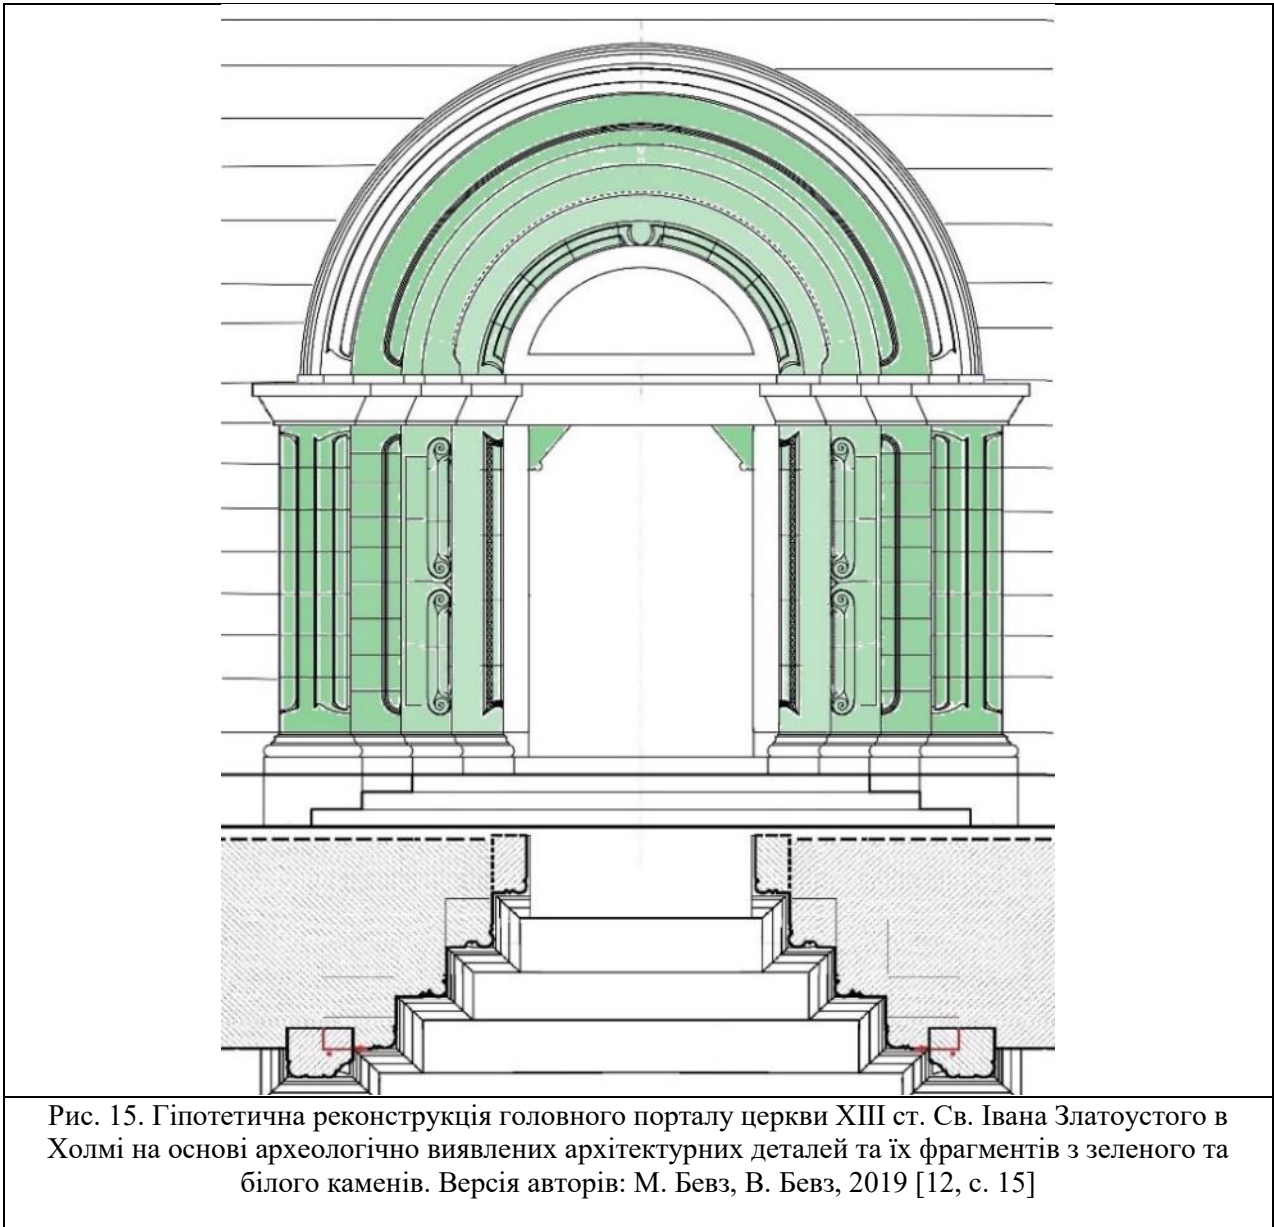 Рис. 15. Гіпотетична реконструкція головного порталу церкви XIII ст. Св. Івана Златоустого в
Холмі на основі археологічно виявлених архітектурних деталей та їх фрагментів з зеленого та
білого каменів. Версія авторів: М. Бевз, В. Бевз, 2019 [12, с. 15]